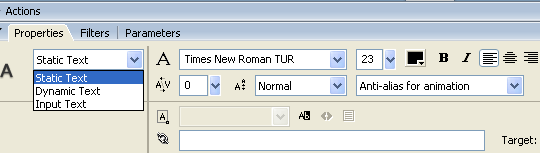 Actions
Properties Filters Parameters
A Static Text A Times New Roman TUR 23 B I
Static Text
Dynamic Text
Input Text
A V 0 A Normal Anti-alias for animation
A Ab
Target: